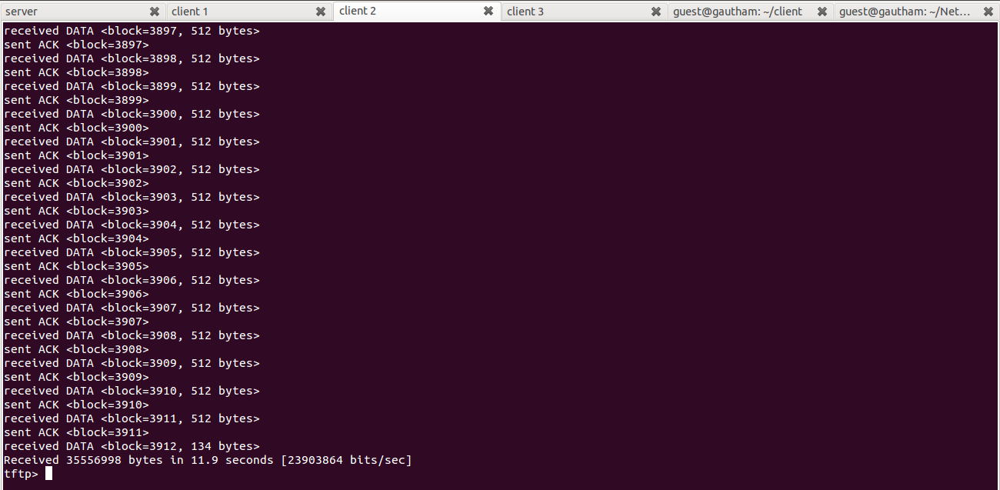 server client 1 client 2 client 3 guest@gautham: ~/client guest@gautham: ~/Net...
received DATA <block=3897, 512 bytes>
sent ACK <block=3897>
received DATA <block=3898, 512 bytes>
sent ACK <block=3898>
received DATA <block=3899, 512 bytes>
sent ACK <block=3899>
received DATA <block=3900, 512 bytes>
sent ACK <block=3900>
received DATA <block=3901, 512 bytes>
sent ACK <block=3901>
received DATA <block=3902, 512 bytes>
sent ACK <block=3902>
received DATA <block=3903, 512 bytes>
sent ACK <block=3903>
received DATA <block=3904, 512 bytes>
sent ACK <block=3904>
received DATA <block=3905, 512 bytes>
sent ACK <block=3905>
received DATA <block=3906, 512 bytes>
sent ACK <block=3906>
received DATA <block=3907, 512 bytes>
sent ACK <block=3907>
received DATA <block=3908, 512 bytes>
sent ACK <block=3908>
received DATA <block=3909, 512 bytes>
sent ACK <block=3909>
received DATA <block=3910, 512 bytes>
sent ACK <block=3910>
received DATA <block=3911, 512 bytes>
sent ACK <block=3911>
received DATA <block=3912, 134 bytes>
Received 35556998 bytes in 11.9 seconds [23903864 bits/sec]
tftp>